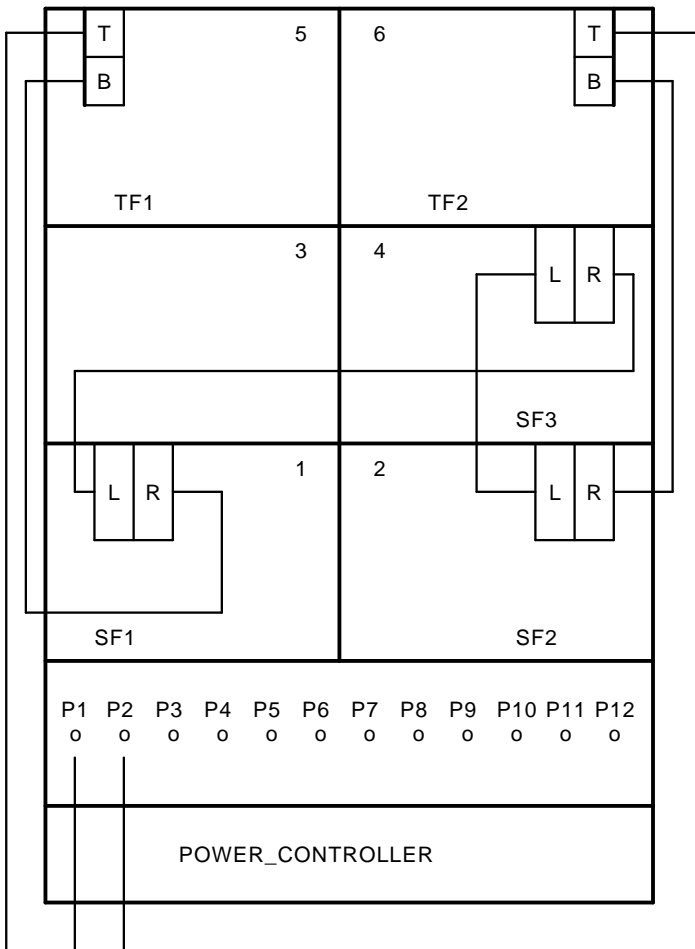 T 5 6 T
B B
TF1 TF2
3 4 L R
SF3
1 2
L R L R
SF1 SF2
P1 P2 P3 P4 P5 P6 P7 P8 P9 P10 P11 P12
o o o o o o o o o o o o
POWER_CONTROLLER